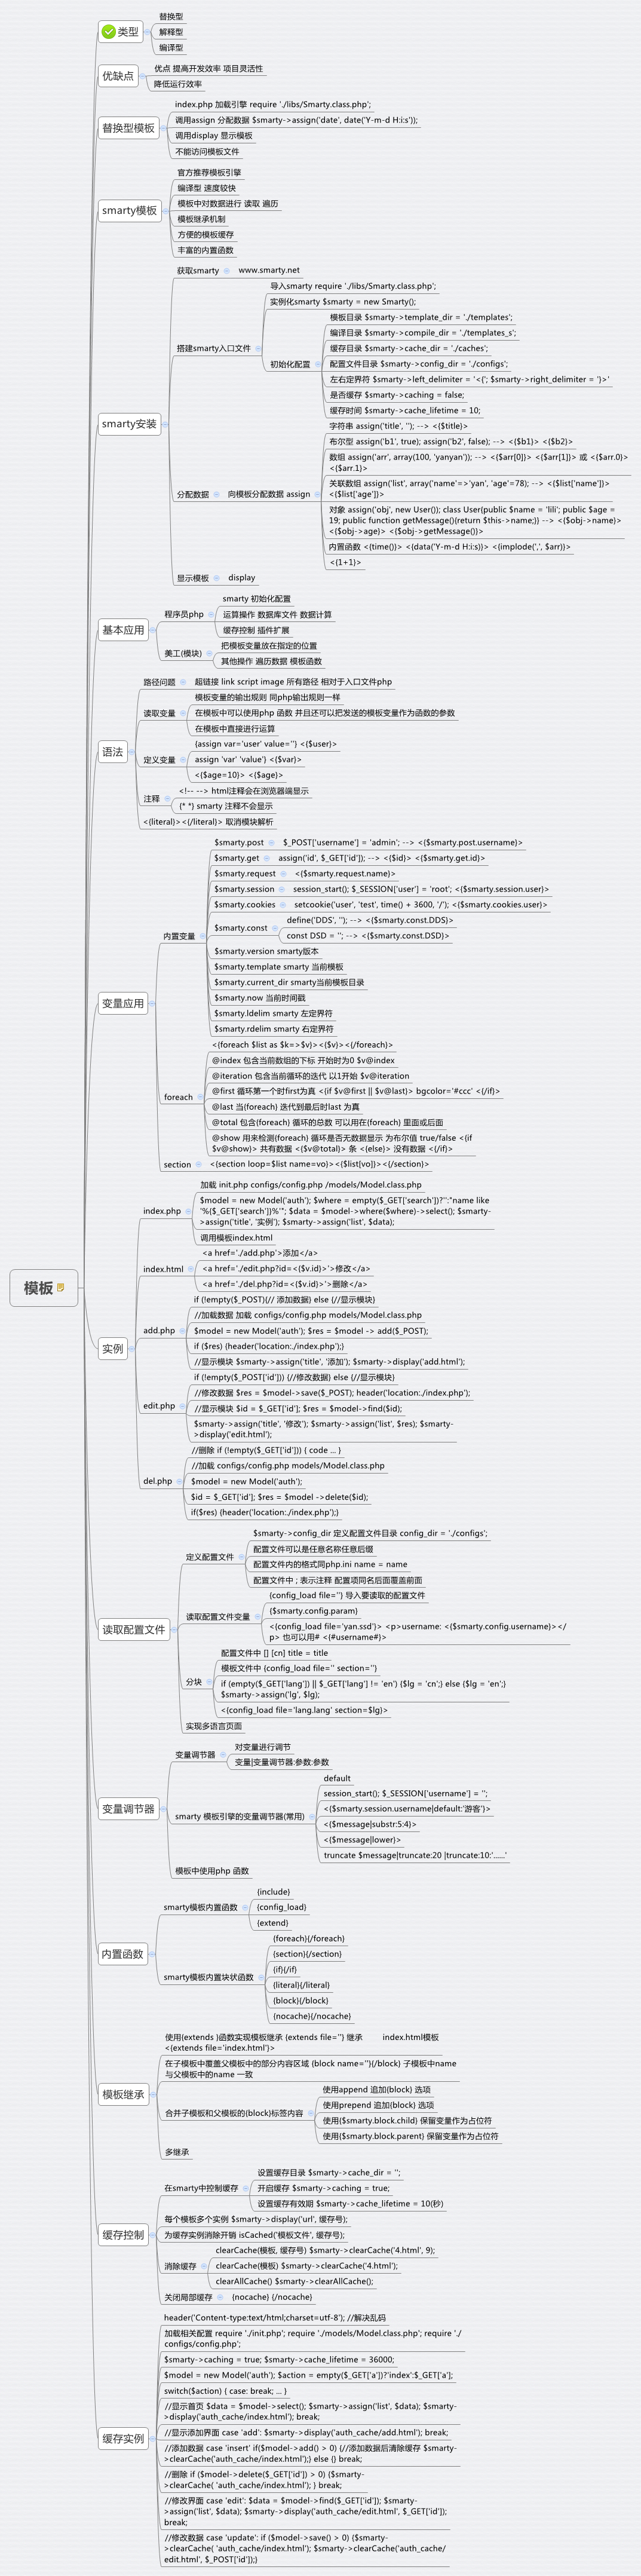 模板
类型
替换型
解释型
编译型
优缺点
优点 提高开发效率 项目灵活性
降低运行效率
替换型模板
index.php 加载引擎 require './libs/Smarty.class.php';
调用assign 分配数据 $smarty->assign('date', date('Y-m-d H:i:s'));
调用display 显示模板
不能访问模板文件
smarty模板
官方推荐模板引擎
编译型 速度较快
模板中对数据进行 读取 遍历
模板继承机制
方便的模板缓存
丰富的内置函数
smarty安装
获取smarty
www.smarty.net
搭建smarty入口文件
导入smarty require './libs/Smarty.class.php';
实例化smarty $smarty = new Smarty();
初始化配置
模板目录 $smarty->template_dir = './templates';
编译目录 $smarty->compile_dir = './templates_s';
缓存目录 $smarty->cache_dir = './caches';
配置文件目录 $smarty->config_dir = './configs';
左右定界符 $smarty->left_delimiter = '<{'; $smarty->right_delimiter = '}>'
是否缓存 $smarty->caching = false;
缓存时间 $smarty->cache_lifetime = 10;
分配数据
向模板分配数据 assign
字符串 assign('title', ''); --> <{$title}>
布尔型 assign('b1', true); assign('b2', false); --> <{$b1}> <{$b2}>
数组 assign('arr', array(100, 'yanyan')); --> <{$arr[0]}> <{$arr[1]}> 或 <{$arr.0}>
<{$arr.1}>
关联数组 assign('list', array('name'=>'yan', 'age'=78); --> <{$list['name']}>
<{$list['age']}>
对象 assign('obj', new User(); class User{public $name = 'lili'; public $age =
19; public function getMessage(){return $this->name;}} --> <{$obj->name}>
<{$obj->age}> <{$obj->getMessage()}>
内置函数 <{time()}> <{data('Y-m-d H:i:s)}> <{implode(',', $arr)}>
<{1+1}>
显示模板
display
基本应用
程序员php
smarty 初始化配置
运算操作 数据库文件 数据计算
缓存控制 插件扩展
美工(模块)
把模板变量放在指定的位置
其他操作 遍历数据 模板函数
语法
路径问题
超链接 link script image 所有路径 相对于入口文件php
读取变量
模板变量的输出规则 同php输出规则一样
在模板中可以使用php 函数 并且还可以把发送的模板变量作为函数的参数
在模板中直接进行运算
定义变量
{assign var='user' value=''} <{$user}>
assign 'var' 'value'} <{$var}>
<{$age=10}> <{$age}>
注释
<!-- --> html注释会在浏览器端显示
{* *} smarty 注释不会显示
<{literal}><{/literal}> 取消模块解析
变量应用
内置变量
$smarty.post
$_POST['username'] = 'admin'; --> <{$smarty.post.username}>
$smarty.get
assign('id', $_GET['id']); --> <{$id}> <{$smarty.get.id}>
$smarty.request
<{$smarty.request.name}>
$smarty.session
session_start(); $_SESSION['user'] = 'root'; <{$smarty.session.user}>
$smarty.cookies
setcookie('user', 'test', time() + 3600, '/'); <{$smarty.cookies.user}>
$smarty.const
define('DDS', ''); --> <{$smarty.const.DDS}>
const DSD = ''; --> <{$smarty.const.DSD}>
$smarty.version smarty版本
$smarty.template smarty 当前模板
$smarty.current_dir smarty当前模板目录
$smarty.now 当前时间戳
$smarty.ldelim smarty 左定界符
$smarty.rdelim smarty 右定界符
foreach
<{foreach $list as $k=>$v}><{$v}><{/foreach}>
@index 包含当前数组的下标 开始时为0 $v@index
@iteration 包含当前循环的迭代 以1开始 $v@iteration
@first 循环第一个时first为真 <{if $v@first || $v@last}> bgcolor='#ccc' <{/if}>
@last 当{foreach} 迭代到最后时last 为真
@total 包含{foreach} 循环的总数 可以用在{foreach} 里面或后面
@show 用来检测{foreach} 循环是否无数据显示 为布尔值 true/false <{if
$v@show}> 共有数据 <{$v@total}> 条 <{else}> 没有数据 <{/if}>
section
<{section loop=$list name=vo}><{$list[vo]}><{/section}>
实例
index.php
加载 init.php configs/config.php /models/Model.class.php
$model = new Model('auth'); $where = empty($_GET['search'])?'':"name like
'%{$_GET['search'])%'"; $data = $model->where($where)->select(); $smarty-
>assign('title', '实例'); $smarty->assign('list', $data);
调用模板index.html
index.html
<a href='./add.php'>添加</a>
<a href='./edit.php?id=<{$v.id}>'>修改</a>
<a href='./del.php?id=<{$v.id}>'>删除</a>
add.php
if (!empty($_POST){// 添加数据} else {//显示模块}
//加载数据 加载 configs/config.php models/Model.class.php
$model = new Model('auth'); $res = $model -> add($_POST);
if ($res) {header('location:./index.php');}
//显示模块 $smarty->assign('title', '添加'); $smarty->display('add.html');
edit.php
if (!empty($_POST['id'])) {//修改数据} else {//显示模块}
//修改数据 $res = $model->save($_POST); header('location:./index.php');
//显示模块 $id = $_GET['id']; $res = $model->find($id);
$smarty->assign('title', '修改'); $smarty->assign('list', $res); $smarty-
>display('edit.html');
del.php
//删除 if (!empty($_GET['id'])) { code ... }
//加载 configs/config.php models/Model.class.php
$model = new Model('auth');
$id = $_GET['id']; $res = $model ->delete($id);
if($res) {header('location:./index.php');}
读取配置文件
定义配置文件
$smarty->config_dir 定义配置文件目录 config_dir = './configs';
配置文件可以是任意名称任意后缀
配置文件内的格式同php.ini name = name
配置文件中 ; 表示注释 配置项同名后面覆盖前面
读取配置文件变量
{config_load file=''} 导入要读取的配置文件
{$smarty.config.param}
<{config_load file='yan.ssd'}> <p>username: <{$smarty.config.username}></
p> 也可以用# <{#username#}>
分块
配置文件中 [] [cn] title = title
模板文件中 {config_load file='' section=''}
if (empty($_GET['lang']) || $_GET['lang'] != 'en') {$lg = 'cn';} else {$lg = 'en';}
$smarty->assign('lg', $lg);
<{config_load file='lang.lang' section=$lg}>
实现多语言页面
变量调节器
变量调节器
对变量进行调节
变量|变量调节器:参数:参数
smarty 模板引擎的变量调节器(常用)
default
session_start(); $_SESSION['username'] = '';
<{$smarty.session.username|default:'游客'}>
<{$message|substr:5:4}>
<{$message|lower}>
truncate $message|truncate:20 |truncate:10:'......'
模板中使用php 函数
内置函数
smarty模板内置函数
{include}
{config_load}
{extend}
smarty模板内置块状函数
{foreach}{/foreach}
{section}{/section}
{if}{/if}
{literal}{/literal}
{block}{/block}
{nocache}{/nocache}
模板继承
使用{extends }函数实现模板继承 {extends file=''} 继承 index.html模板
<{extends file='index.html'}>
在子模板中覆盖父模板中的部分内容区域 {block name=''}{/block} 子模板中name
与父模板中的name 一致
合并子模板和父模板的{block}标签内容
使用append 追加{block} 选项
使用prepend 追加{block} 选项
使用{$smarty.block.child} 保留变量作为占位符
使用{$smarty.block.parent} 保留变量作为占位符
多继承
缓存控制
在smarty中控制缓存
设置缓存目录 $smarty->cache_dir = '';
开启缓存 $smarty->caching = true;
设置缓存有效期 $smarty->cache_lifetime = 10(秒)
每个模板多个实例 $smarty->display('url', 缓存号);
为缓存实例消除开销 isCached('模板文件', 缓存号);
消除缓存
clearCache(模板, 缓存号) $smarty->clearCache('4.html', 9);
clearCache(模板) $smarty->clearCache('4.html');
clearAllCache() $smarty->clearAllCache();
关闭局部缓存
{nocache} {/nocache}
缓存实例
header('Content-type:text/html;charset=utf-8'); //解决乱码
加载相关配置 require './init.php'; require './models/Model.class.php'; require './
configs/config.php';
$smarty->caching = true; $smarty->cache_lifetime = 36000;
$model = new Model('auth'); $action = empty($_GET['a'])?'index':$_GET['a'];
switch($action) { case: break; ... }
//显示首页 $data = $model->select(); $smarty->assign('list', $data); $smarty-
>display('auth_cache/index.html'); break;
//显示添加界面 case 'add': $smarty->display('auth_cache/add.html'); break;
//添加数据 case 'insert' if($model->add() > 0) {//添加数据后清除缓存 $smarty-
>clearCache('auth_cache/index.html');} else {} break;
//删除 if ($model->delete($_GET['id']) > 0) {$smarty-
>clearCache( 'auth_cache/index.html'); } break;
//修改界面 case 'edit': $data = $model->find($_GET['id']); $smarty-
>assign('list', $data); $smarty->display('auth_cache/edit.html', $_GET['id']);
break;
//修改数据 case 'update': if ($model->save() > 0) {$smarty-
>clearCache( 'auth_cache/index.html'); $smarty->clearCache('auth_cache/
edit.html', $_POST['id']);}